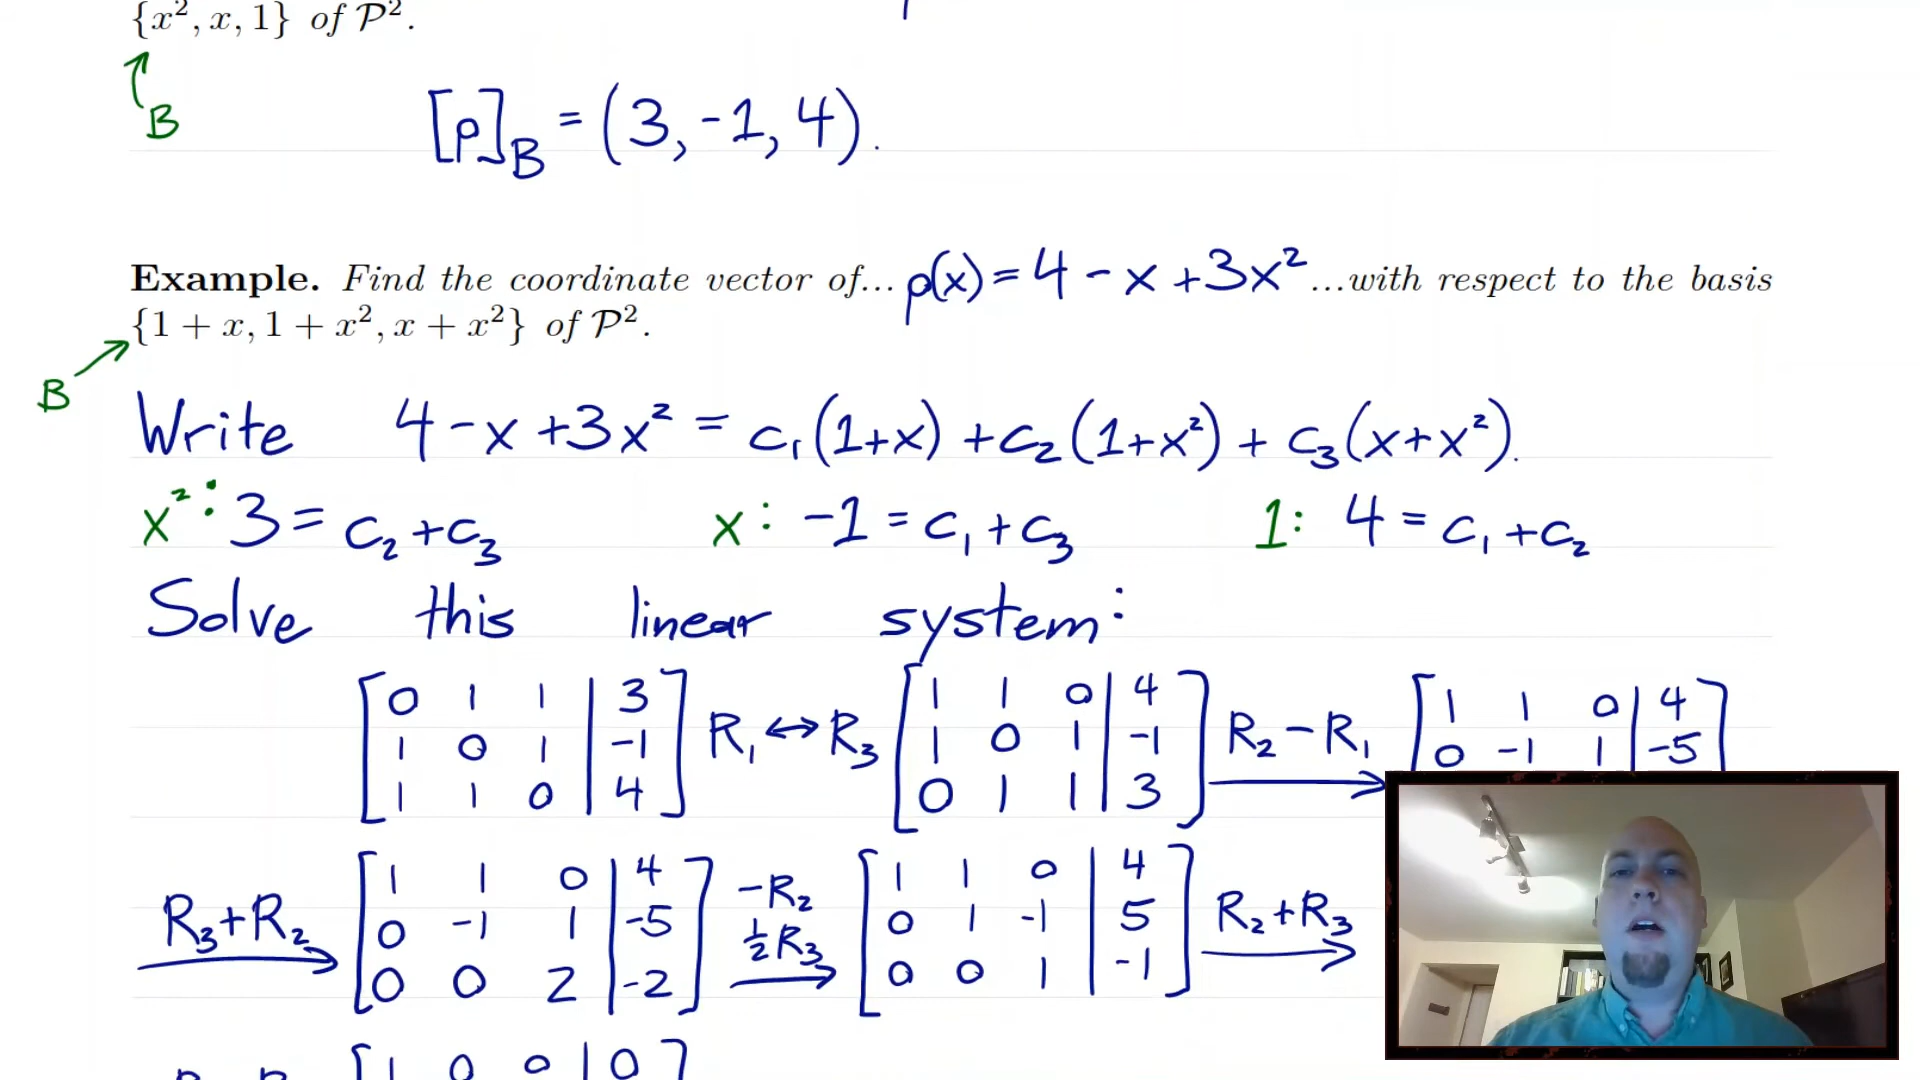 {x², x, 1} of P².
B
[p]_B = (3, -1, 4).
Example. Find the coordinate vector of... p(x) = 4 - x + 3x² ...with respect to the basis
{1 + x, 1 + x², x + x²} of P².
B
Write 4 - x + 3x² = c₁(1+x) + c₂(1+x²) + c₃(x+x²).
x²: 3 = c₂ + c₃ x: -1 = c₁ + c₃ 1: 4 = c₁ + c₂
Solve this linear system:
[0 1 1 | 3] [1 1 0 | 4] [1 1 0 | 4]
[1 0 1 | -1] R₁ ↔ R₃ [1 0 1 | -1] R₂ - R₁ → [0 -1 1 | -5]
[1 1 0 | 4] [0 1 1 | 3]
[1 1 0 | 4] -R₂ [1 1 0 | 4]
R₃+R₂ → [0 -1 1 | -5] ½R₃ → [0 1 -1 | 5] R₂+R₃ →
[0 0 2 | -2] [0 0 1 | -1]
[1 0 0 | 0]